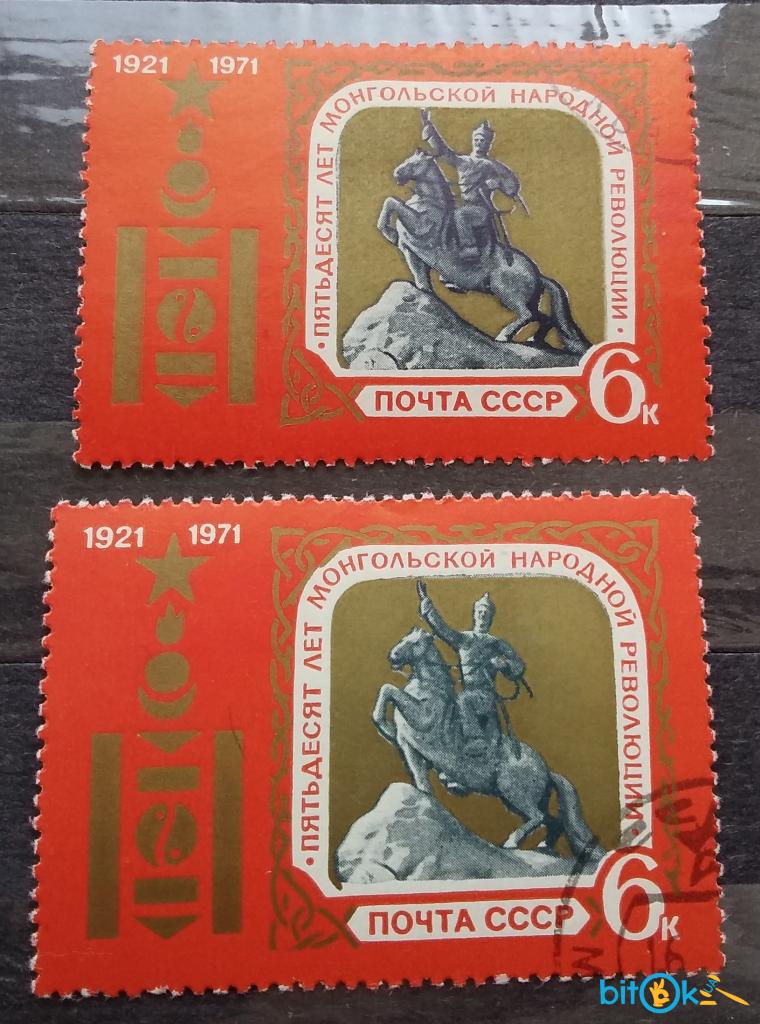 1921 1971
ПЯТЬДЕСЯТ ЛЕТ МОНГОЛЬСКОЙ НАРОДНОЙ РЕВОЛЮЦИИ
ПОЧТА СССР
6к
1921 1971
ПЯТЬДЕСЯТ ЛЕТ МОНГОЛЬСКОЙ НАРОДНОЙ РЕВОЛЮЦИИ
ПОЧТА СССР
6к
bitok.ua